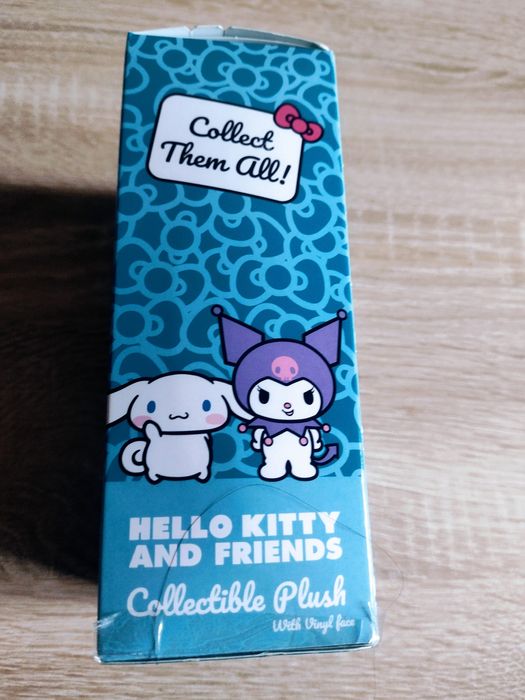 Collect
Them All!
HELLO KITTY
AND FRIENDS
Collectible Plush
With Vinyl face